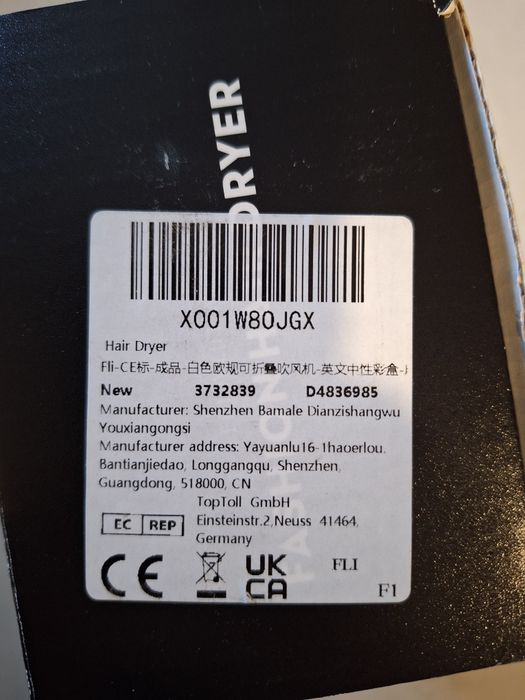 DRYER
X001W80JGX
Hair Dryer
Fli-CE标-成品-白色欧规可折叠吹风机-英文中性彩盒-
New 3732839 D4836985
Manufacturer: Shenzhen Bamale Dianzishangwu
Youxiangongsi
Manufacturer address: Yayuanlu16-1haoerlou,
Bantianjiedao, Longgangqu, Shenzhen,
Guangdong, 518000, CN
TopToll GmbH
EC REP
Einsteinstr.2,Neuss 41464,
Germany
CE
UK
CA
FLI
F1